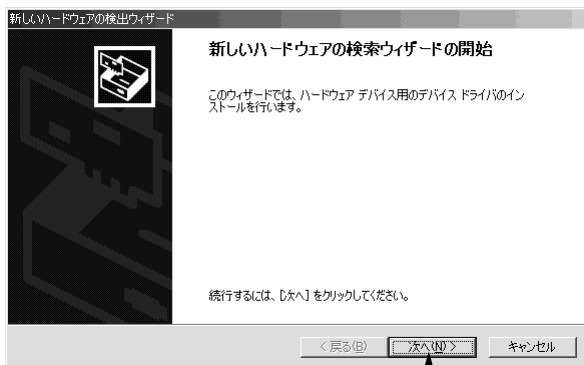 新しいハードウェアの検出ウィザード
新しいハードウェアの検索ウィザードの開始
このウィザードでは、ハードウェア デバイス用のデバイス ドライバのイン
ストールを行います。
続行するには、[次へ] をクリックしてください。
< 戻る(B)
次へ(N) >
キャンセル